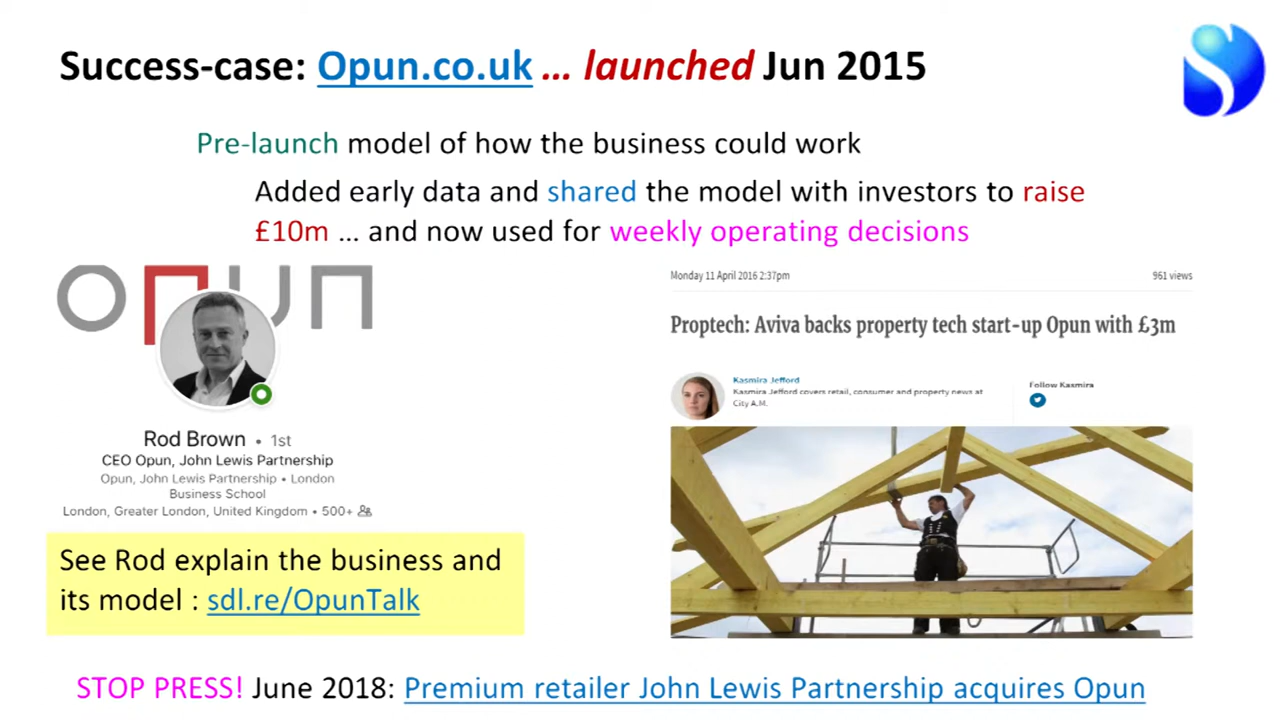 Success-case: Opun.co.uk … launched Jun 2015
Pre-launch model of how the business could work
Added early data and shared the model with investors to raise
£10m … and now used for weekly operating decisions
opun
Rod Brown • 1st
CEO Opun, John Lewis Partnership
Opun, John Lewis Partnership • London
Business School
London, Greater London, United Kingdom • 500+
See Rod explain the business and
its model : sdl.re/OpunTalk
Monday 11 April 2016 2:37pm
961 views
Proptech: Aviva backs property tech start-up Opun with £3m
Kasmira Jefford
Kasmira Jefford covers retail, consumer and property news at
City A.M.
Follow Kasmira
STOP PRESS! June 2018: Premium retailer John Lewis Partnership acquires Opun